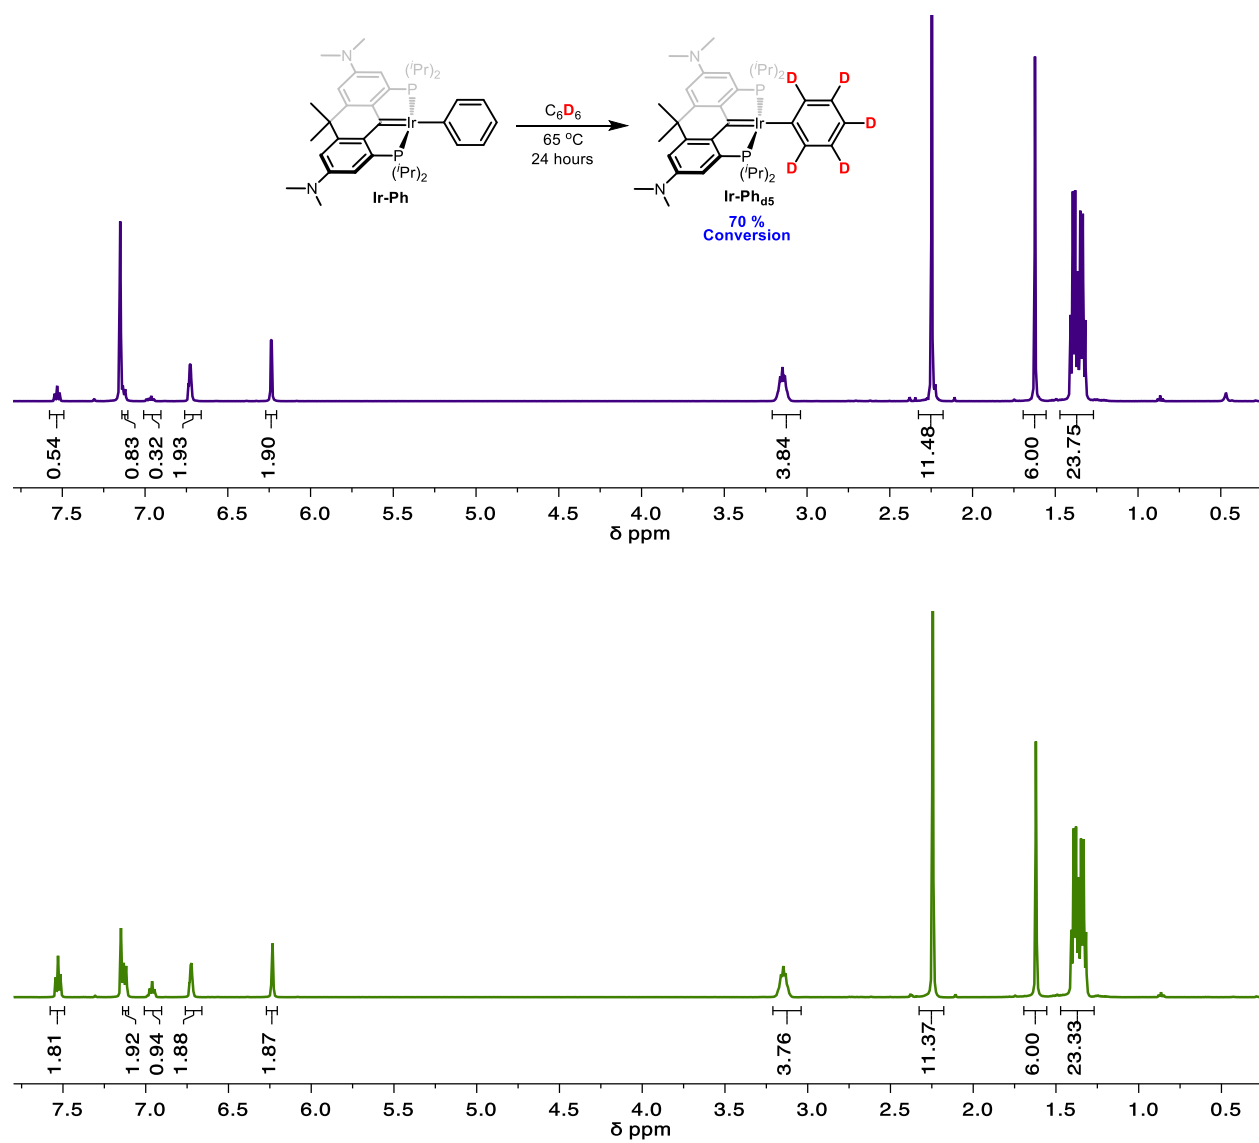 N
(iPr)2
P
Ir
P
(iPr)2
N
Ir-Ph
C6D6
65 oC
24 hours
N
(iPr)2
D D
P
Ir
D
P
D D
(iPr)2
N
Ir-Phd5
70 %
Conversion
0.54 0.83 0.32 1.93 1.90 3.84 11.48 6.00 23.75
7.5 7.0 6.5 6.0 5.5 5.0 4.5 4.0 3.5 3.0 2.5 2.0 1.5 1.0 0.5
δ ppm
1.81 1.92 0.94 1.88 1.87 3.76 11.37 6.00 23.33
7.5 7.0 6.5 6.0 5.5 5.0 4.5 4.0 3.5 3.0 2.5 2.0 1.5 1.0 0.5
δ ppm